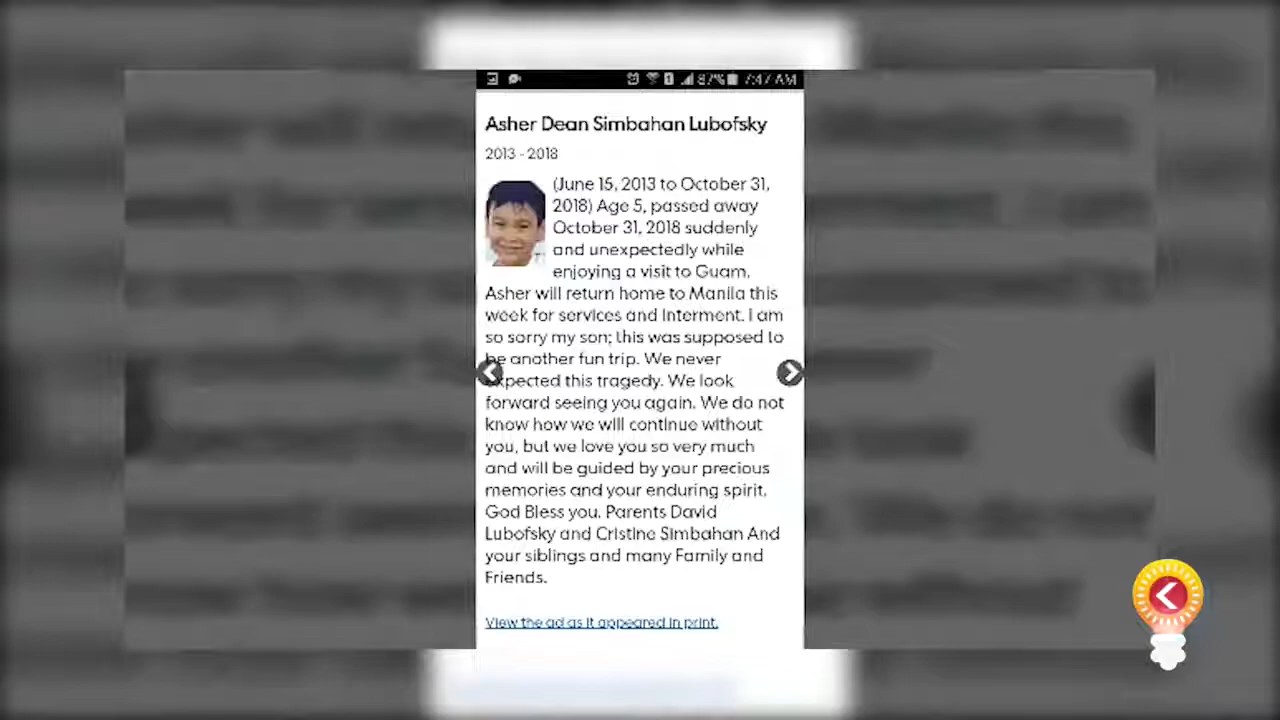 87% 7:47 AM
Asher Dean Simbahan Lubofsky
2013 - 2018
(June 15, 2013 to October 31,
2018) Age 5, passed away
October 31, 2018 suddenly
and unexpectedly while
enjoying a visit to Guam.
Asher will return home to Manila this
week for services and interment. I am
so sorry my son; this was supposed to
be another fun trip. We never
expected this tragedy. We look
forward seeing you again. We do not
know how we will continue without
you, but we love you so very much
and will be guided by your precious
memories and your enduring spirit.
God Bless you. Parents David
Lubofsky and Cristine Simbahan And
your siblings and many Family and
Friends.
View the ad as it appeared in print.